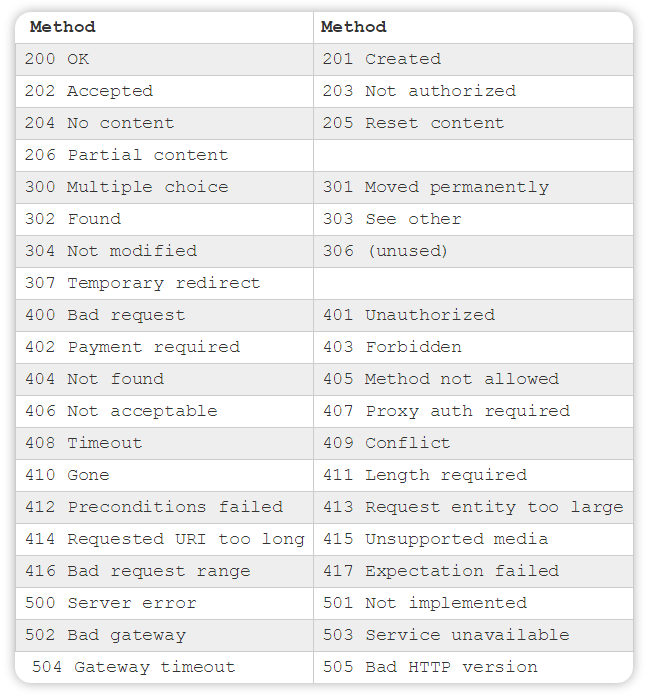 Method Method
200 OK 201 Created
202 Accepted 203 Not authorized
204 No content 205 Reset content
206 Partial content
300 Multiple choice 301 Moved permanently
302 Found 303 See other
304 Not modified 306 (unused)
307 Temporary redirect
400 Bad request 401 Unauthorized
402 Payment required 403 Forbidden
404 Not found 405 Method not allowed
406 Not acceptable 407 Proxy auth required
408 Timeout 409 Conflict
410 Gone 411 Length required
412 Preconditions failed 413 Request entity too large
414 Requested URI too long 415 Unsupported media
416 Bad request range 417 Expectation failed
500 Server error 501 Not implemented
502 Bad gateway 503 Service unavailable
504 Gateway timeout 505 Bad HTTP version